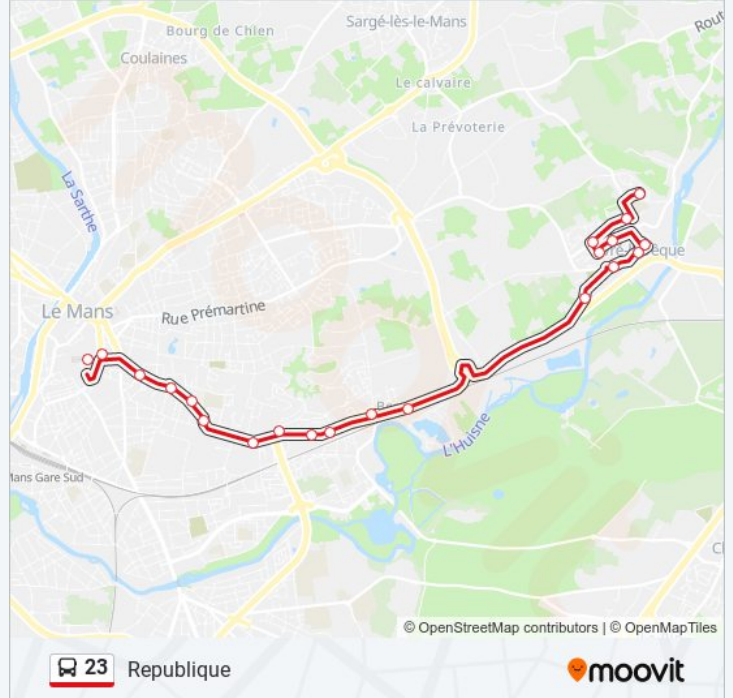 Sargé-lès-le-Mans
Rout
Bourg de Chien
Coulaines
Le calvaire
La Prévoterie
La Sarthe
Le Mans
Rue Prémartine
L'Huisne
Mans Gare Sud
© OpenStreetMap contributors | © OpenMapTiles
23 Republique
moovit